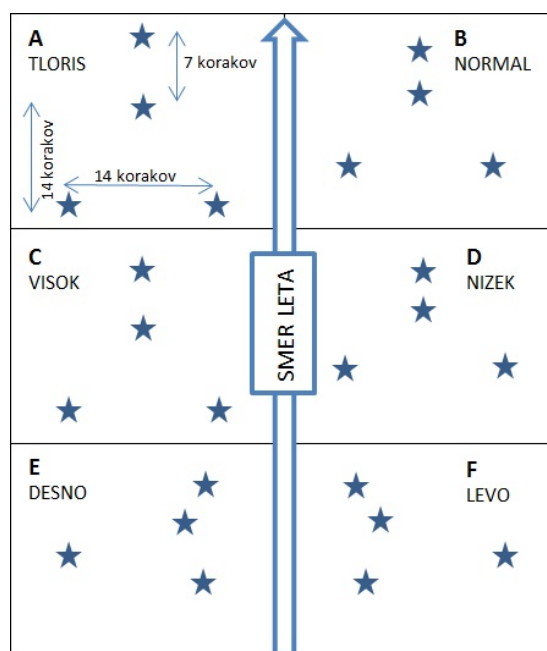 A
TLORIS
7 korakov
14 korakov
14 korakov
B
NORMAL
C
VISOK
SMER LETA
D
NIZEK
E
DESNO
F
LEVO